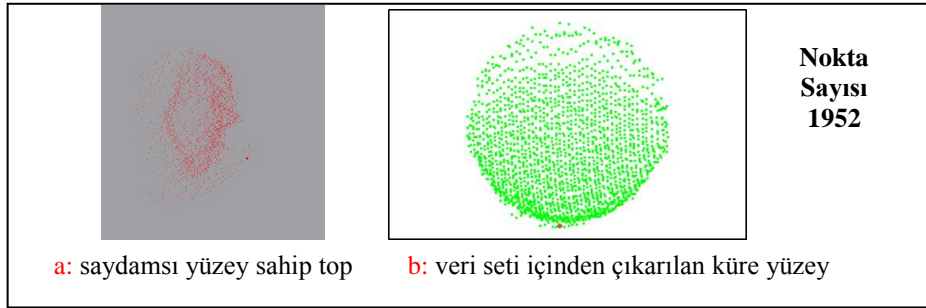 Nokta
Sayısı
1952
a: saydamsı yüzey sahip top
b: veri seti içinden çıkarılan küre yüzey